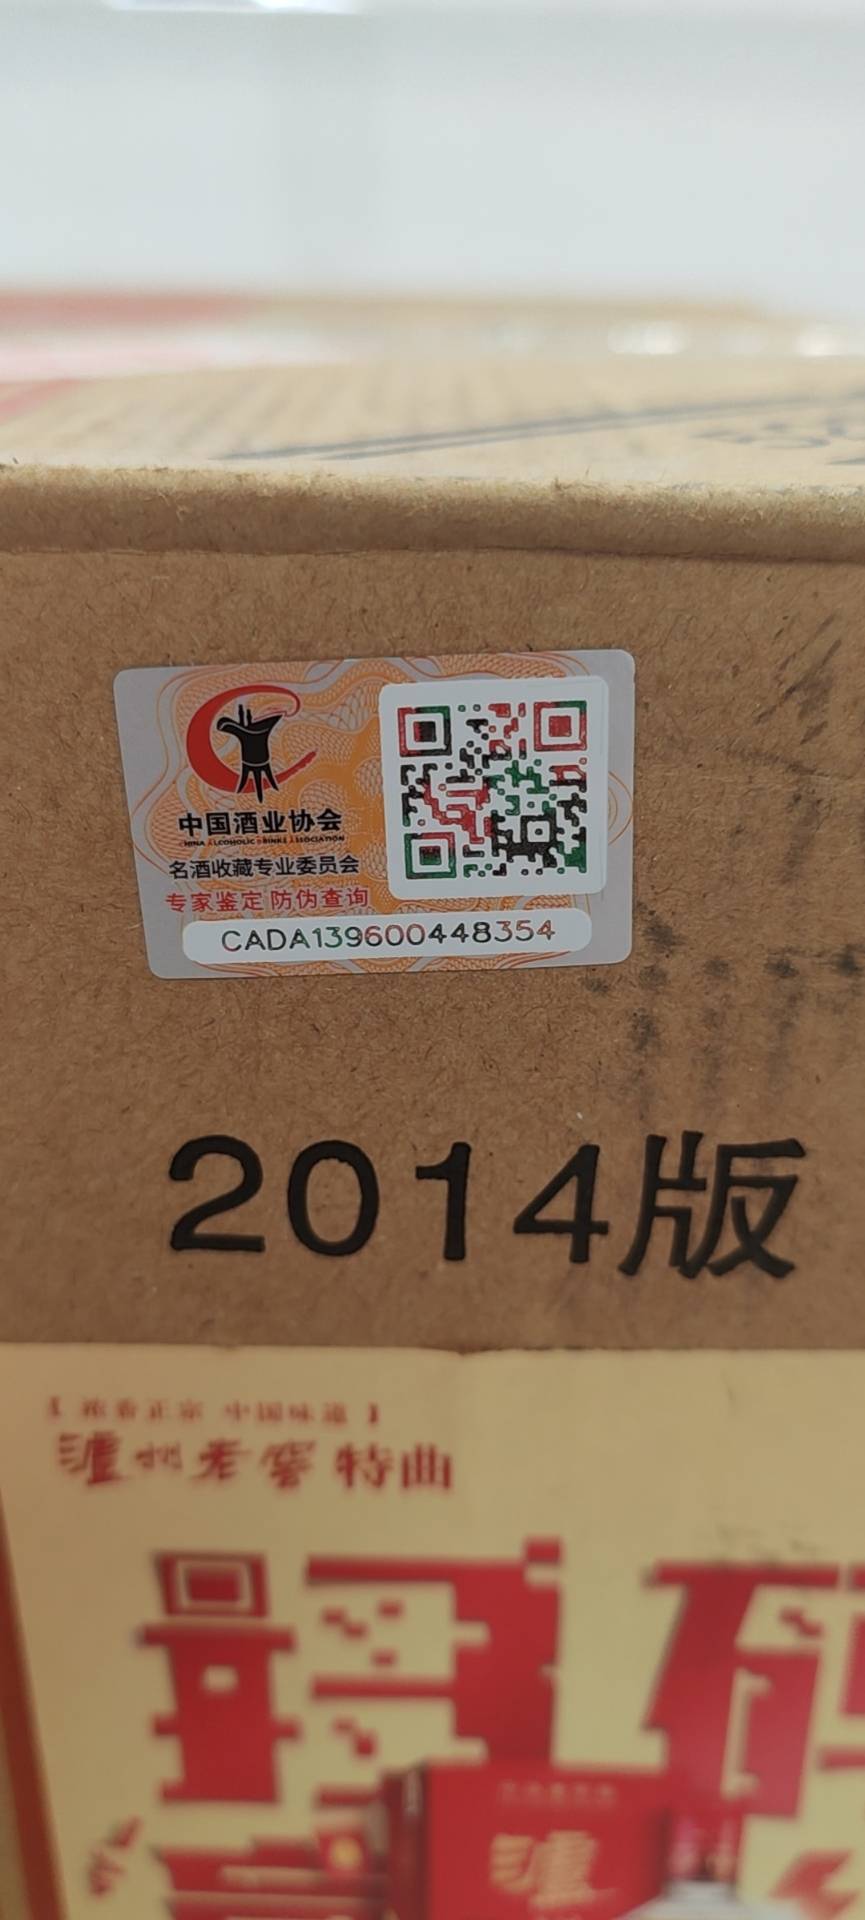 中国酒业协会
CHINA ALCOHOLIC DRINKS ASSOCIATION
名酒收藏专业委员会
专家鉴定 防伪查询
CADA139600448354
2014版
【 浓香正宗 中国味道 】
泸州老窖 特曲
泸